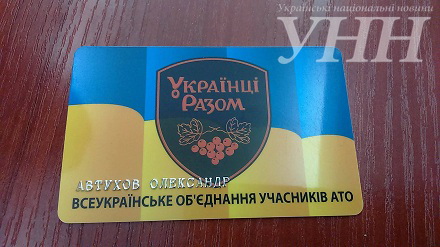 Українські національні новини
УНН
УКРАЇНЦІ
РАЗОМ
АВТУХОВ ОЛЕКСАНДР
ВСЕУКРАЇНСЬКЕ ОБ'ЄДНАННЯ УЧАСНИКІВ АТО